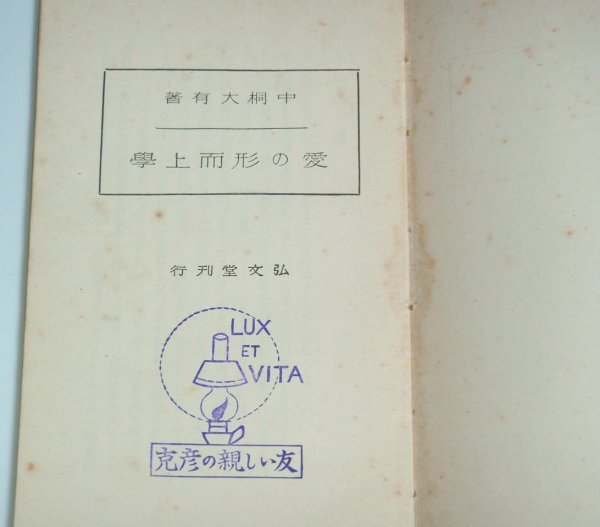 中桐大有著
愛の形而上學
弘文堂刊行
LUX
ET
VITA
友いし親の彦克